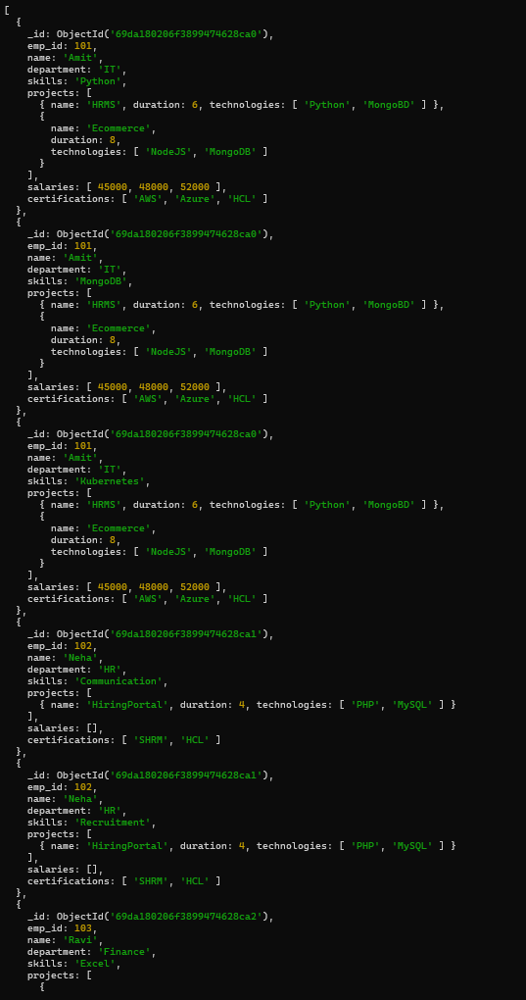 [
  {
    _id: ObjectId('69da180206f3899474628ca0'),
    emp_id: 101,
    name: 'Amit',
    department: 'IT',
    skills: 'Python',
    projects: [
      { name: 'HRMS', duration: 6, technologies: [ 'Python', 'MongoBD' ] },
      {
        name: 'Ecommerce',
        duration: 8,
        technologies: [ 'NodeJS', 'MongoDB' ]
      }
    ],
    salaries: [ 45000, 48000, 52000 ],
    certifications: [ 'AWS', 'Azure', 'HCL' ]
  },
  {
    _id: ObjectId('69da180206f3899474628ca0'),
    emp_id: 101,
    name: 'Amit',
    department: 'IT',
    skills: 'MongoDB',
    projects: [
      { name: 'HRMS', duration: 6, technologies: [ 'Python', 'MongoBD' ] },
      {
        name: 'Ecommerce',
        duration: 8,
        technologies: [ 'NodeJS', 'MongoDB' ]
      }
    ],
    salaries: [ 45000, 48000, 52000 ],
    certifications: [ 'AWS', 'Azure', 'HCL' ]
  },
  {
    _id: ObjectId('69da180206f3899474628ca0'),
    emp_id: 101,
    name: 'Amit',
    department: 'IT',
    skills: 'Kubernetes',
    projects: [
      { name: 'HRMS', duration: 6, technologies: [ 'Python', 'MongoBD' ] },
      {
        name: 'Ecommerce',
        duration: 8,
        technologies: [ 'NodeJS', 'MongoDB' ]
      }
    ],
    salaries: [ 45000, 48000, 52000 ],
    certifications: [ 'AWS', 'Azure', 'HCL' ]
  },
  {
    _id: ObjectId('69da180206f3899474628ca1'),
    emp_id: 102,
    name: 'Neha',
    department: 'HR',
    skills: 'Communication',
    projects: [
      { name: 'HiringPortal', duration: 4, technologies: [ 'PHP', 'MySQL' ] }
    ],
    salaries: [],
    certifications: [ 'SHRM', 'HCL' ]
  },
  {
    _id: ObjectId('69da180206f3899474628ca1'),
    emp_id: 102,
    name: 'Neha',
    department: 'HR',
    skills: 'Recruitment',
    projects: [
      { name: 'HiringPortal', duration: 4, technologies: [ 'PHP', 'MySQL' ] }
    ],
    salaries: [],
    certifications: [ 'SHRM', 'HCL' ]
  },
  {
    _id: ObjectId('69da180206f3899474628ca2'),
    emp_id: 103,
    name: 'Ravi',
    department: 'Finance',
    skills: 'Excel',
    projects: [
      {